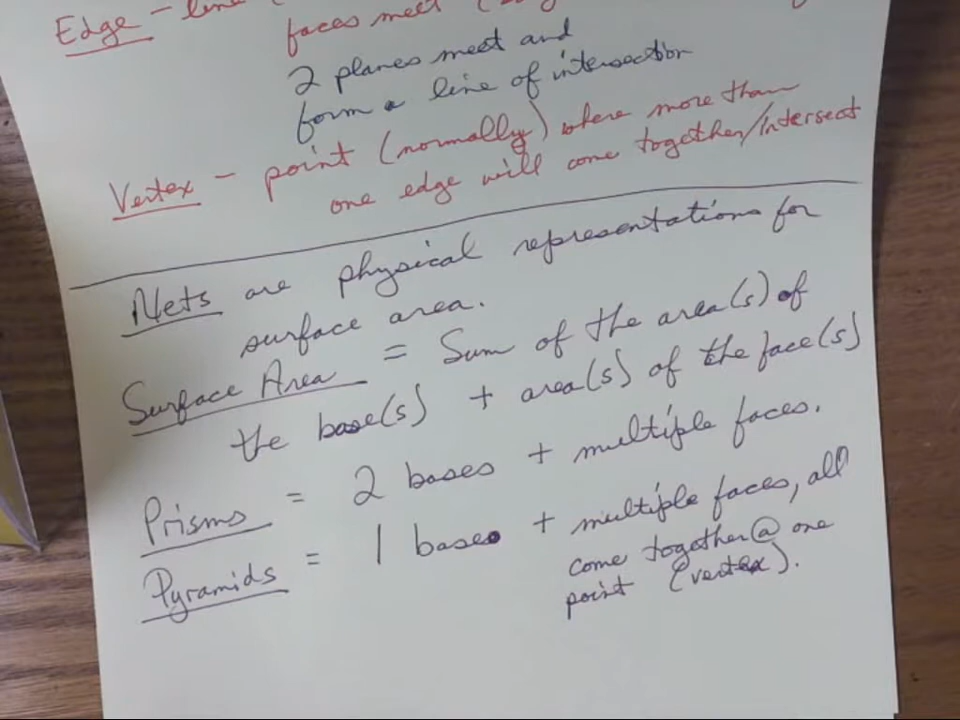 Edge - line (
faces meet (
2 planes meet and
form a line of intersection
Vertex - point (normally) where more than
one edge will come together/intersect
Nets are physical representations for
surface area.
Surface Area = Sum of the area(s) of
the base(s) + area(s) of the face(s)
Prisms = 2 bases + multiple faces.
Pyramids = 1 base + multiple faces, all
come together @ one
point (vertex).